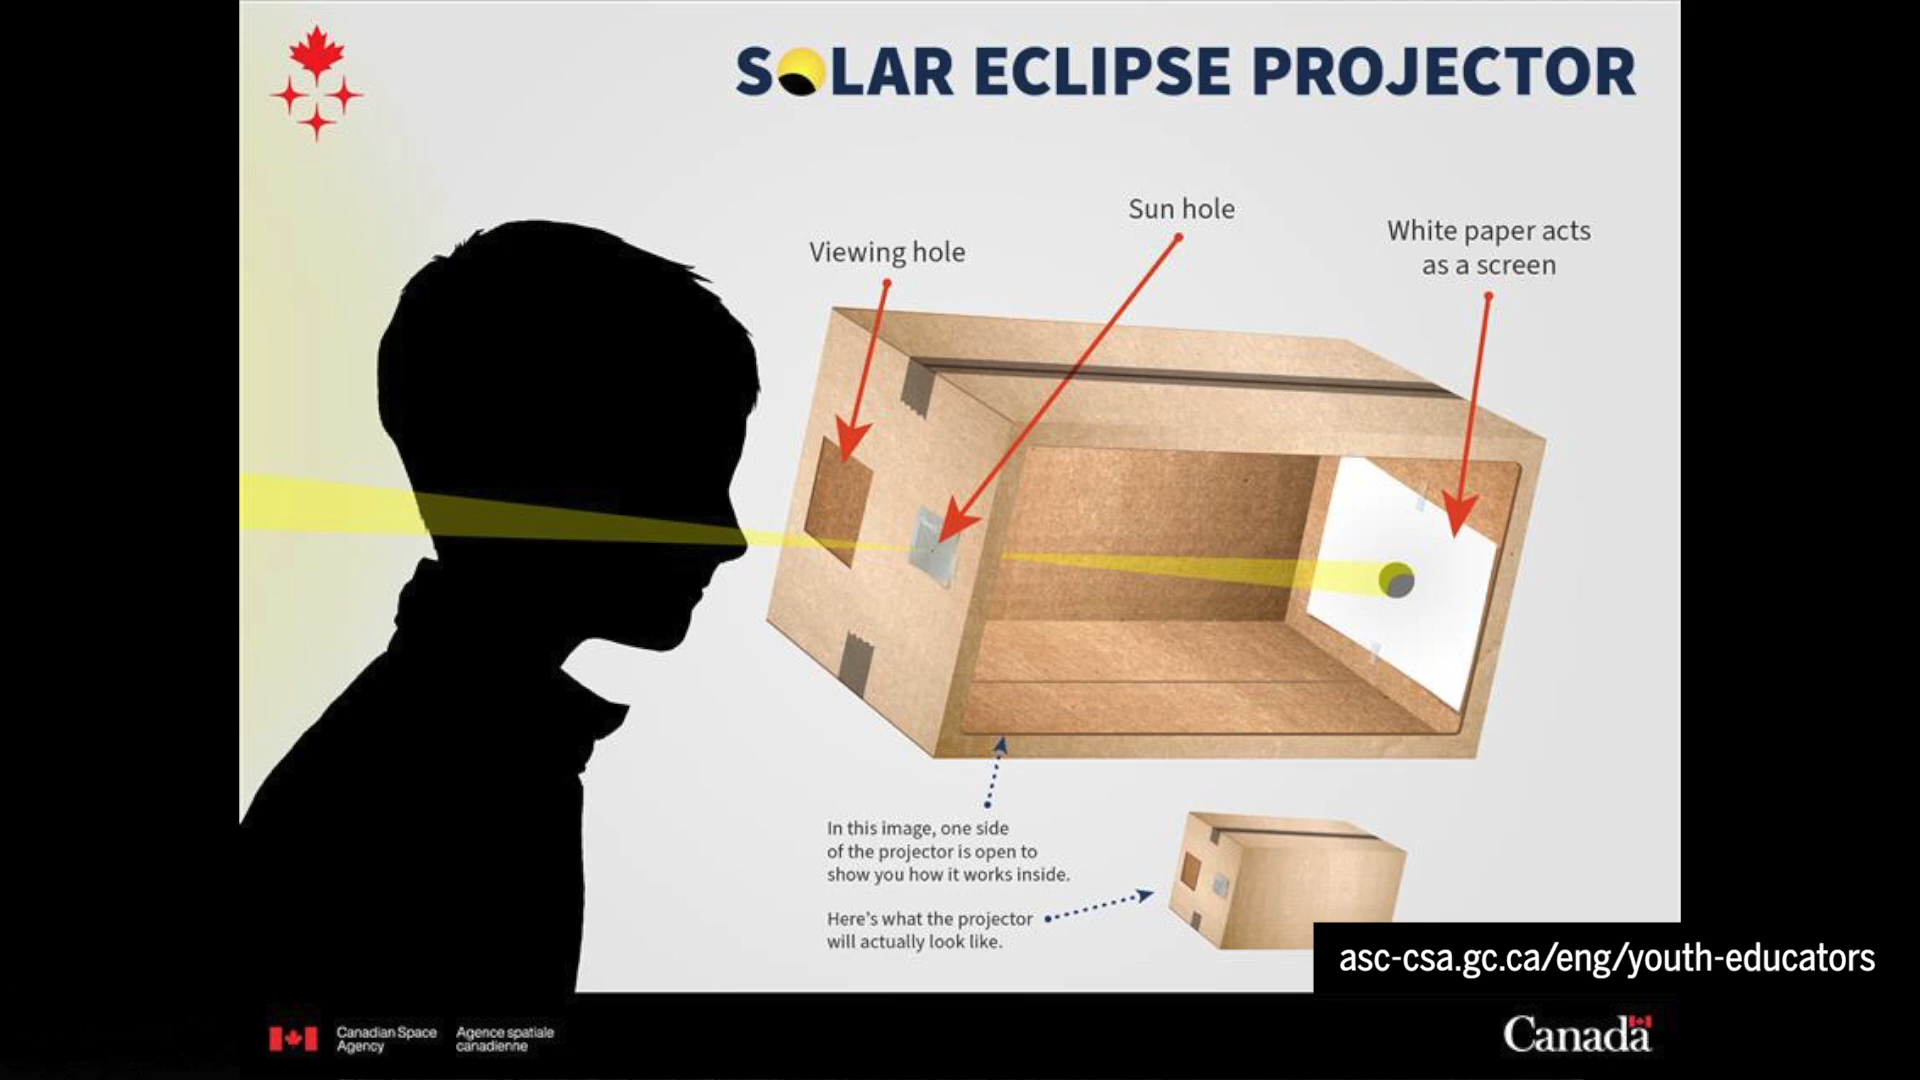 SOLAR ECLIPSE PROJECTOR
Sun hole
Viewing hole
White paper acts
as a screen
In this image, one side
of the projector is open to
show you how it works inside.
Here's what the projector
will actually look like.
asc-csa.gc.ca/eng/youth-educators
Canadian Space
Agency
Agence spatiale
canadienne
Canada